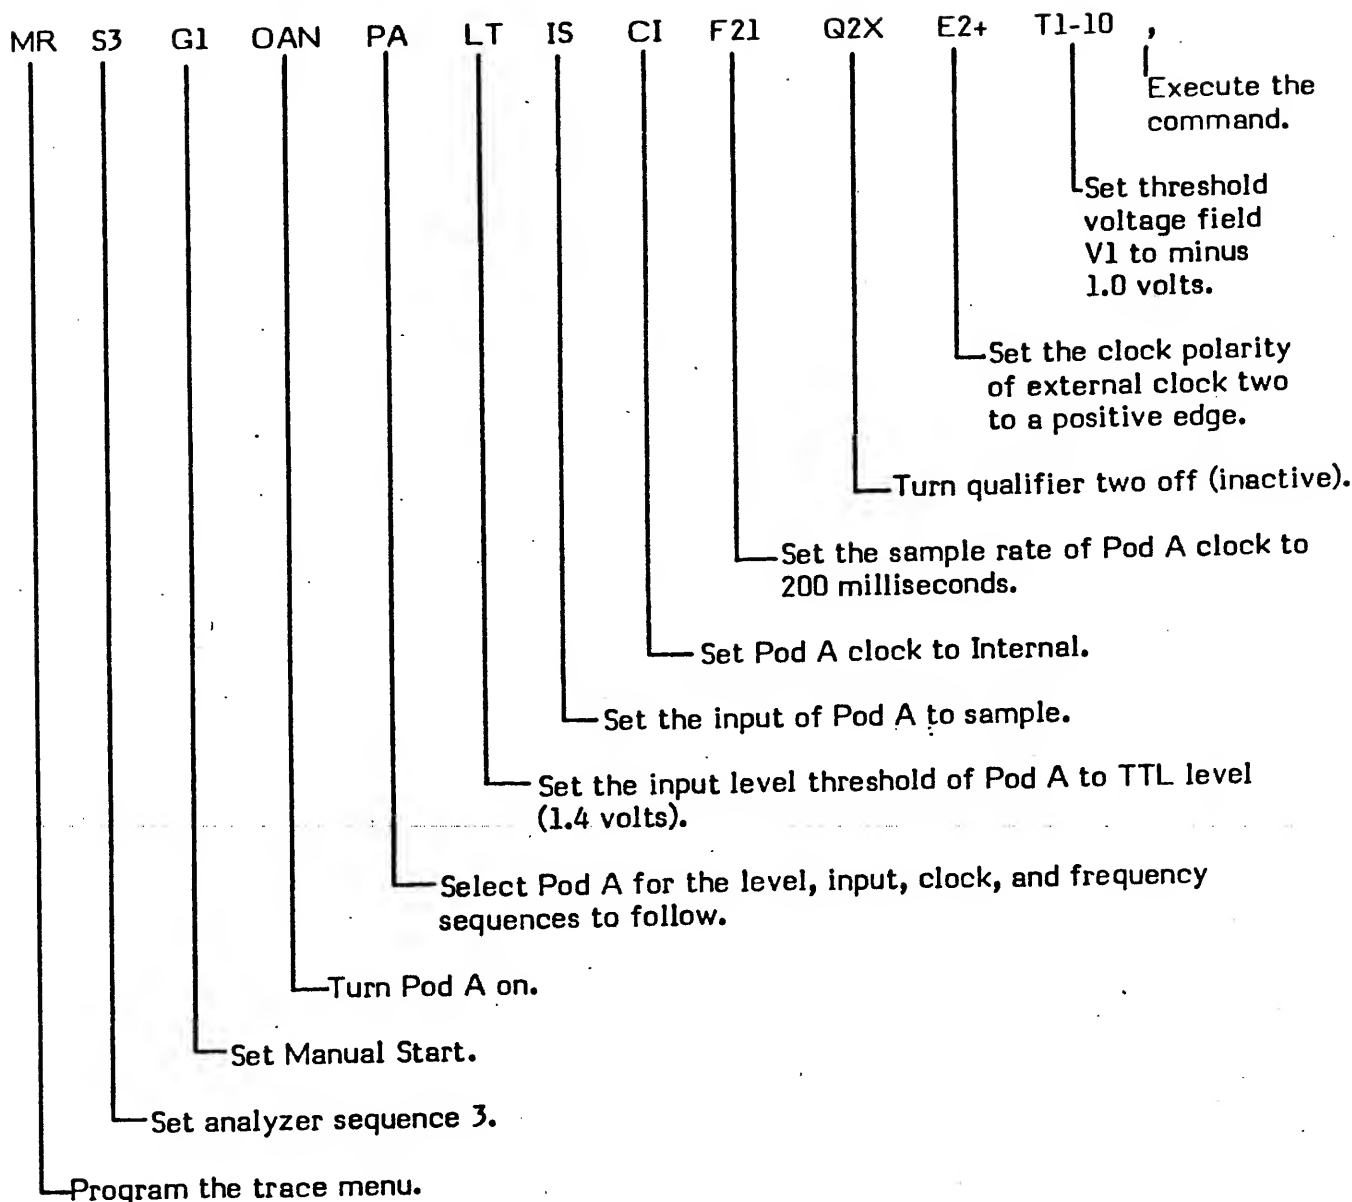 MR S3 G1 OAN PA LT IS CI F21 Q2X E2+ T1-10 ,
Execute the
command.
Set threshold
voltage field
V1 to minus
1.0 volts.
Set the clock polarity
of external clock two
to a positive edge.
Turn qualifier two off (inactive).
Set the sample rate of Pod A clock to
200 milliseconds.
Set Pod A clock to Internal.
Set the input of Pod A to sample.
Set the input level threshold of Pod A to TTL level
(1.4 volts).
Select Pod A for the level, input, clock, and frequency
sequences to follow.
Turn Pod A on.
Set Manual Start.
Set analyzer sequence 3.
Program the trace menu.